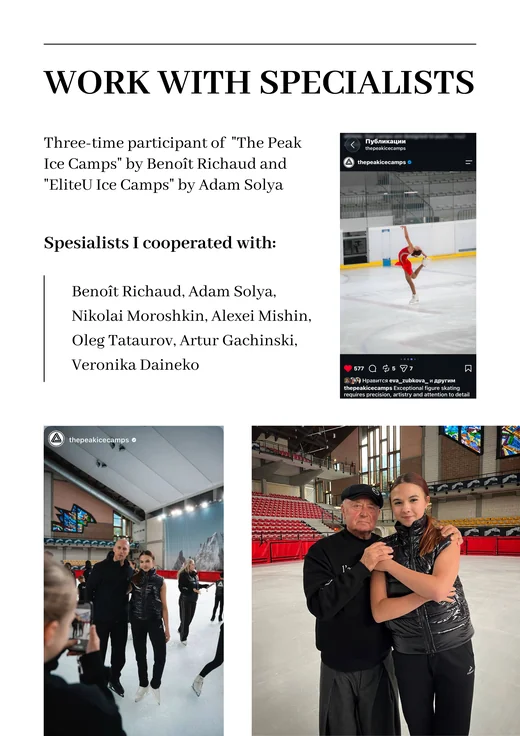 WORK WITH SPECIALISTS
Three-time participant of "The Peak
Ice Camps" by Benoît Richaud and
"EliteU Ice Camps" by Adam Solya
Spesialists I cooperated with:
Benoît Richaud, Adam Solya,
Nikolai Moroshkin, Alexei Mishin,
Oleg Tataurov, Artur Gachinski,
Veronika Daineko
Публикации
thepeakicecamps
thepeakicecamps
577 5 7
Нравится eva_zubkova_ и другим
thepeakicecamps Exceptional figure skating
requires precision, artistry and attention to detail
thepeakicecamps